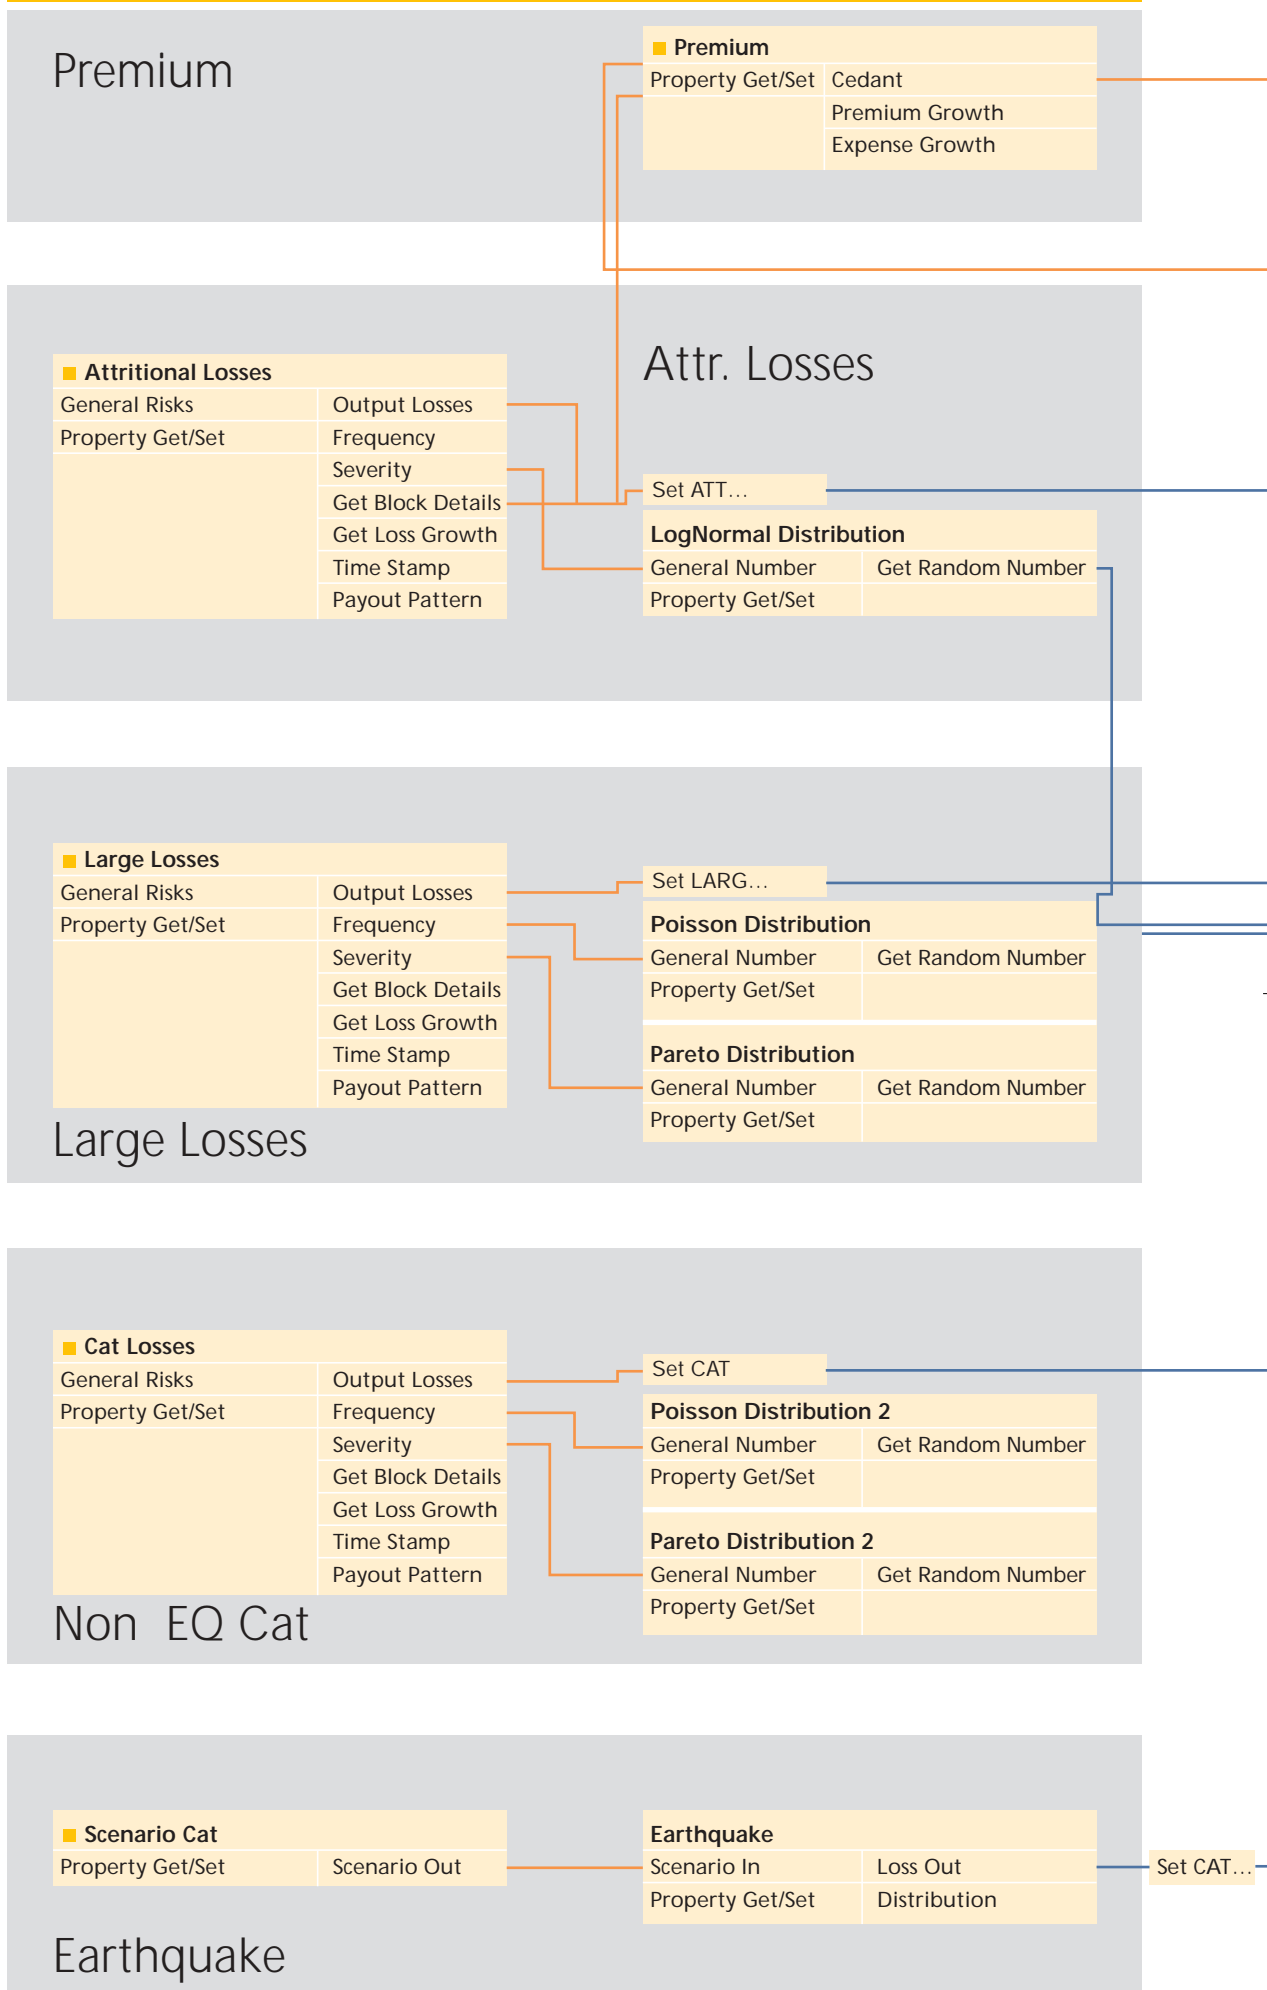 Premium
Premium
Property Get/Set Cedant
Premium Growth
Expense Growth
Attr. Losses
Attritional Losses
General Risks Output Losses
Property Get/Set Frequency
Severity
Get Block Details
Get Loss Growth
Time Stamp
Payout Pattern
Set ATT...
LogNormal Distribution
General Number Get Random Number
Property Get/Set
Large Losses
General Risks Output Losses
Property Get/Set Frequency
Severity
Get Block Details
Get Loss Growth
Time Stamp
Payout Pattern
Large Losses
Set LARG...
Poisson Distribution
General Number Get Random Number
Property Get/Set
Pareto Distribution
General Number Get Random Number
Property Get/Set
Cat Losses
General Risks Output Losses
Property Get/Set Frequency
Severity
Get Block Details
Get Loss Growth
Time Stamp
Payout Pattern
Non EQ Cat
Set CAT
Poisson Distribution 2
General Number Get Random Number
Property Get/Set
Pareto Distribution 2
General Number Get Random Number
Property Get/Set
Scenario Cat
Property Get/Set Scenario Out
Earthquake
Scenario In Loss Out
Property Get/Set Distribution
Set CAT...
Earthquake